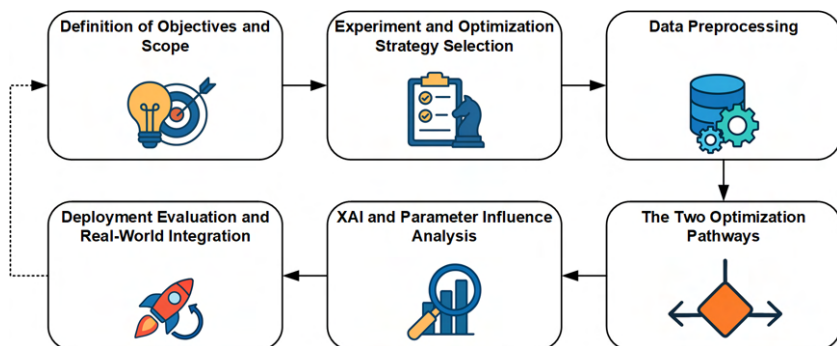 Definition of Objectives and
Scope
Experiment and Optimization
Strategy Selection
Data Preprocessing
Deployment Evaluation and
Real-World Integration
XAI and Parameter Influence
Analysis
The Two Optimization
Pathways